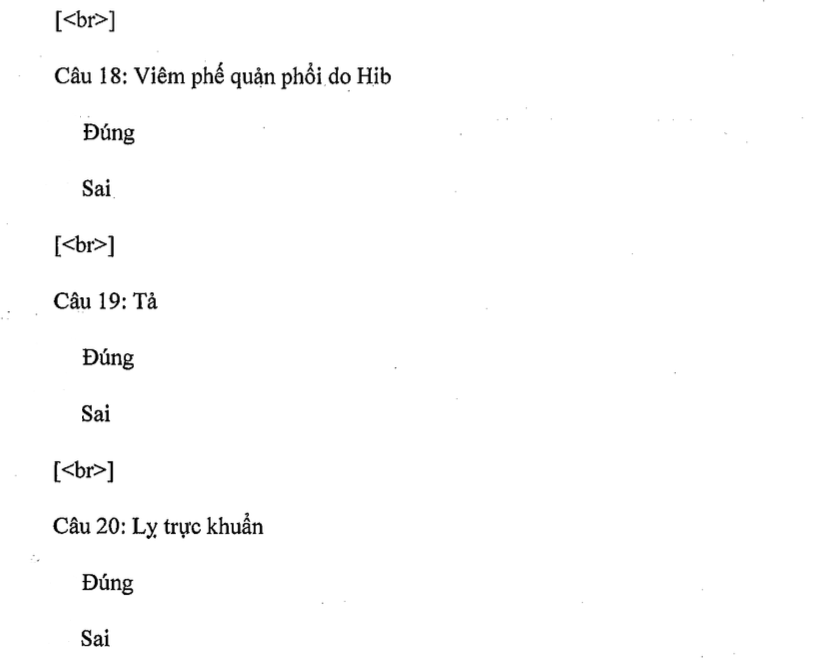 [<br>]
Câu 18: Viêm phế quản phổi do Hib
Đúng
Sai
[<br>]
Câu 19: Tả
Đúng
Sai
[<br>]
Câu 20: Lỵ trực khuẩn
Đúng
Sai